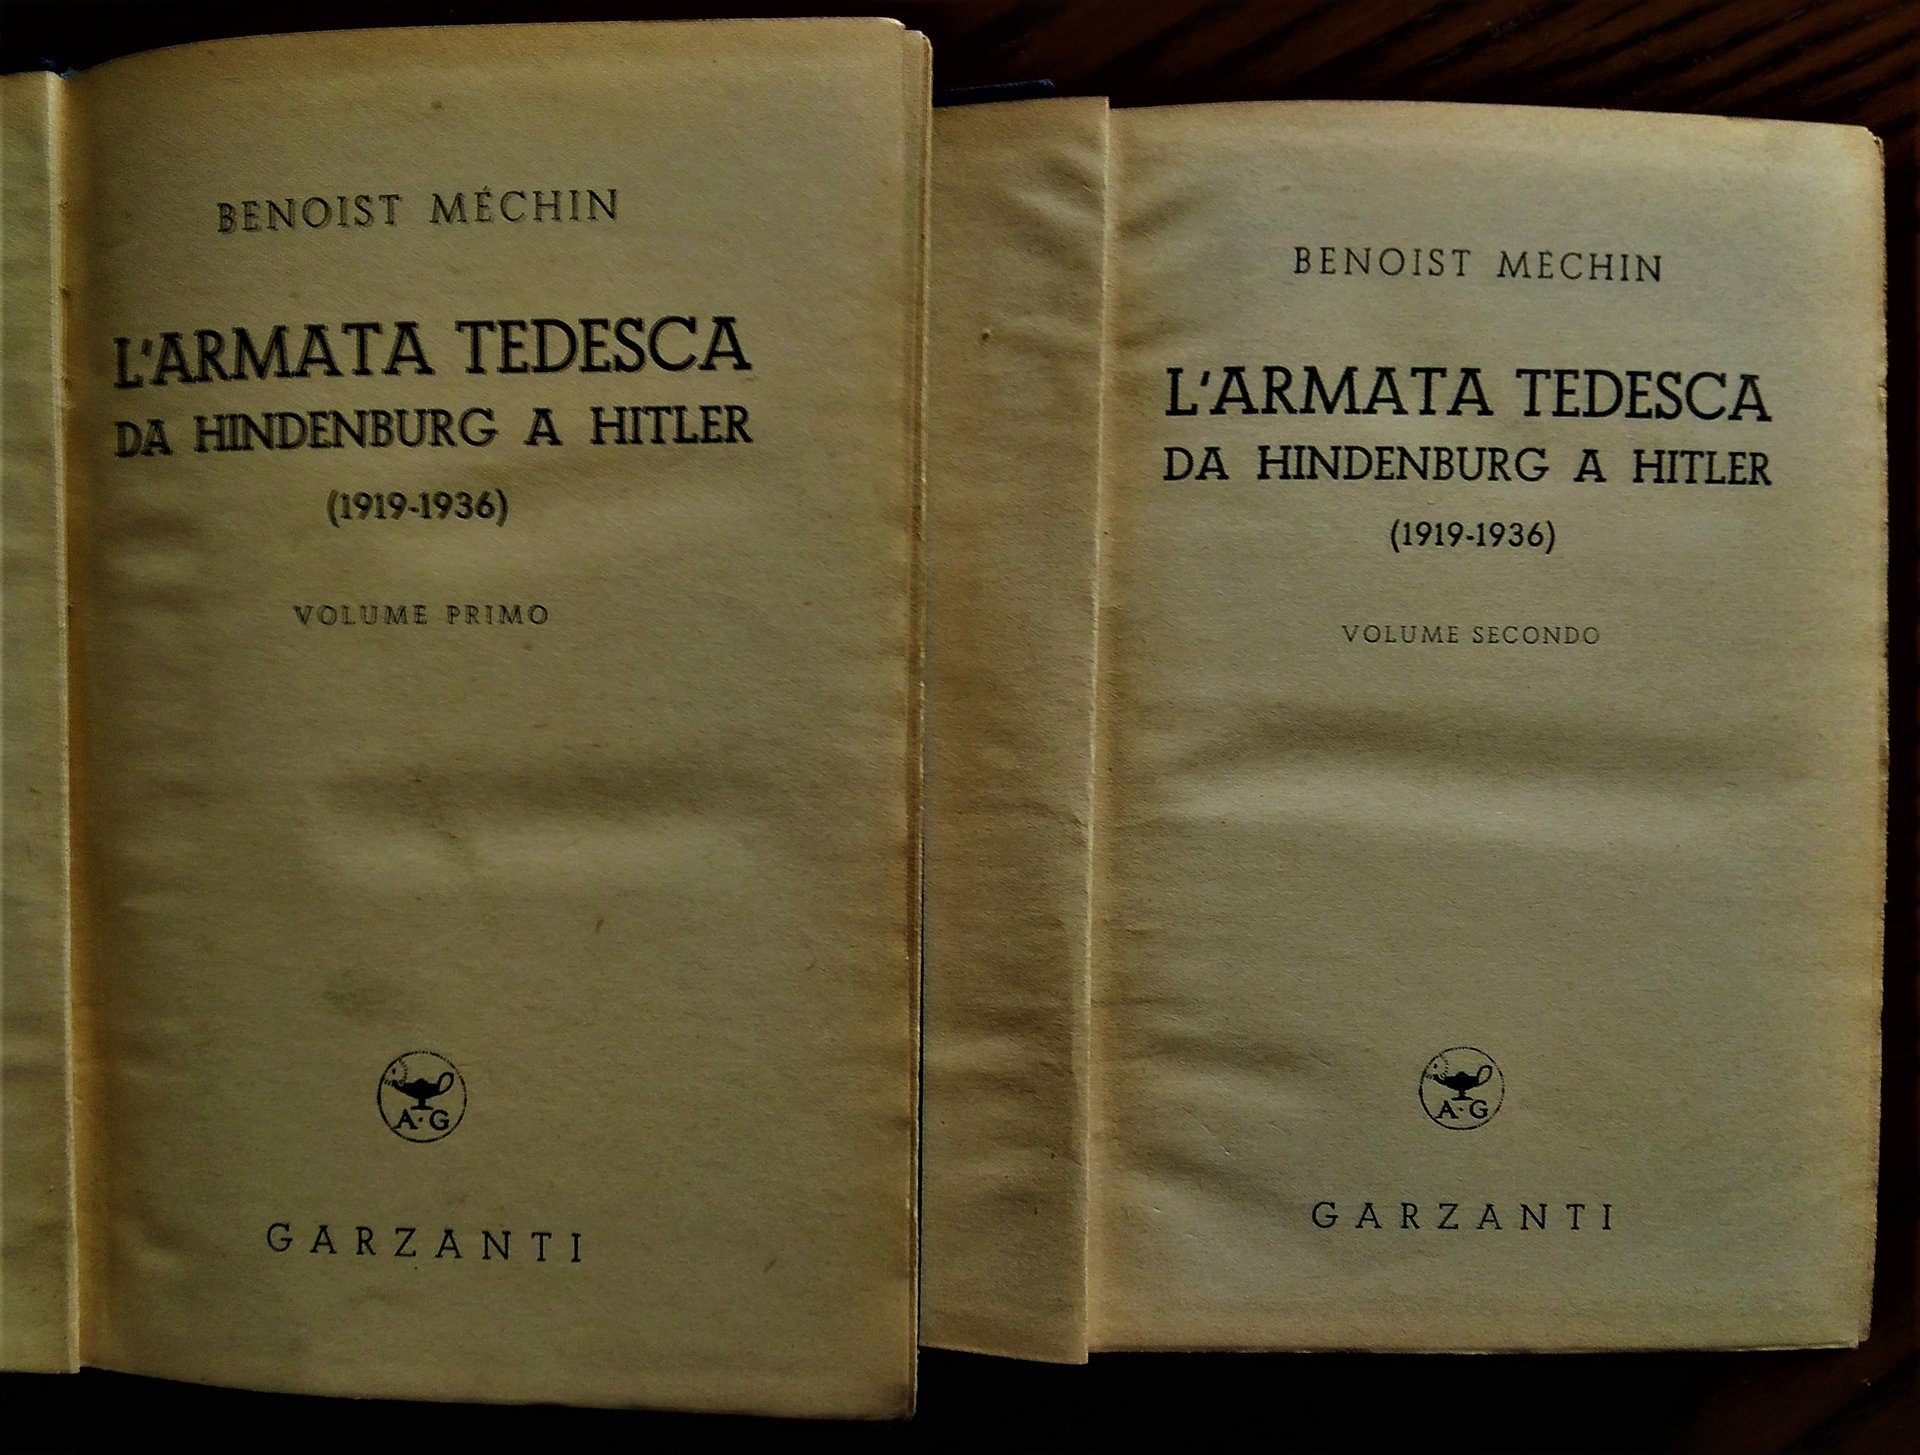 BENOIST MÉCHIN
L'ARMATA TEDESCA
DA HINDENBURG A HITLER
(1919-1936)
VOLUME PRIMO
A·G
GARZANTI
BENOIST MÉCHIN
L'ARMATA TEDESCA
DA HINDENBURG A HITLER
(1919-1936)
VOLUME SECONDO
A·G
GARZANTI